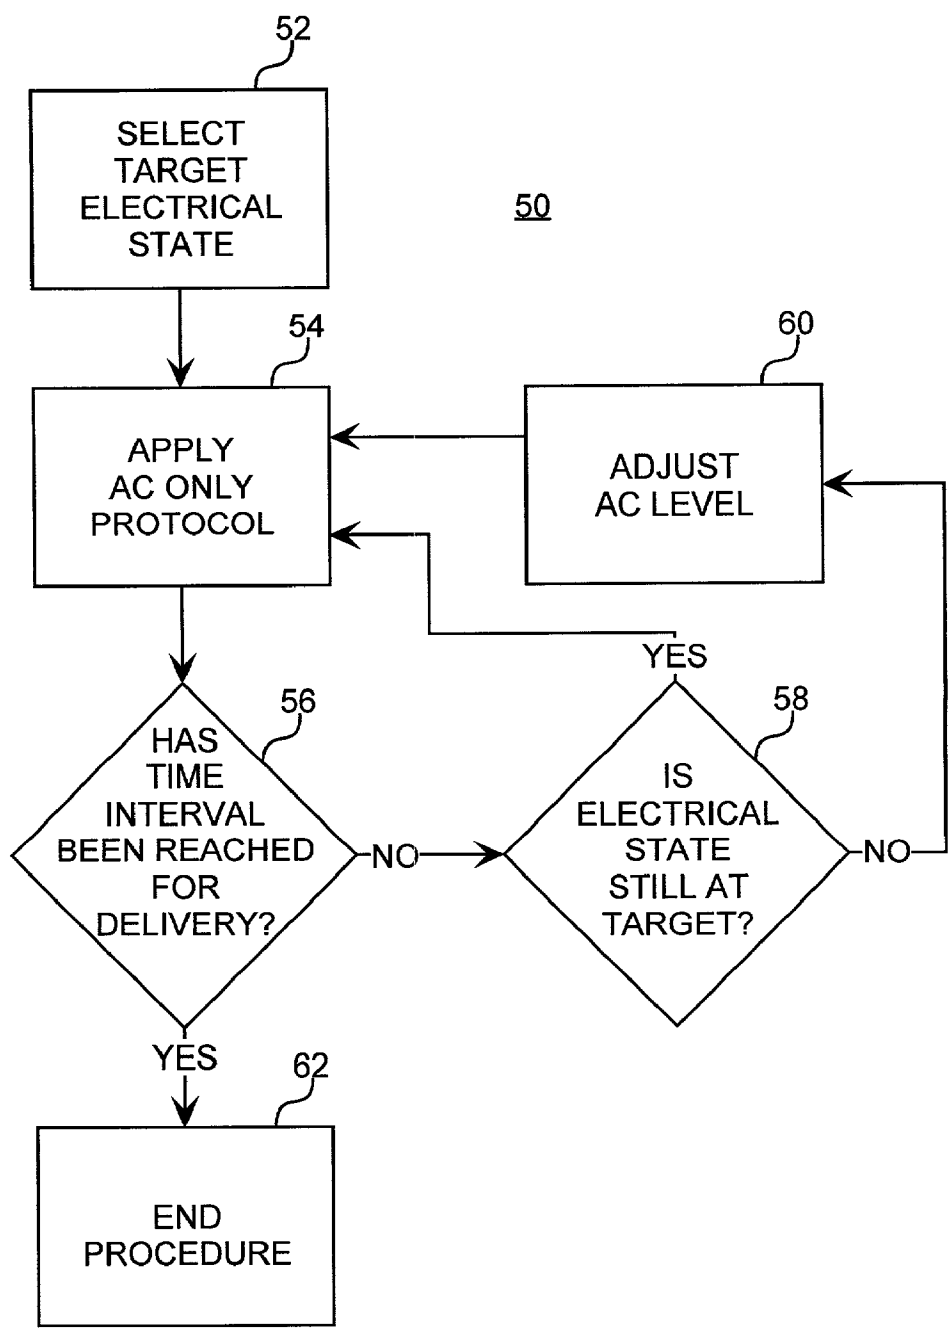 52
SELECT
TARGET
ELECTRICAL
STATE
50
54
APPLY
AC ONLY
PROTOCOL
60
ADJUST
AC LEVEL
56
HAS
TIME
INTERVAL
BEEN REACHED
FOR
DELIVERY?
NO
YES
58
IS
ELECTRICAL
STATE
STILL AT
TARGET?
NO
YES
62
END
PROCEDURE